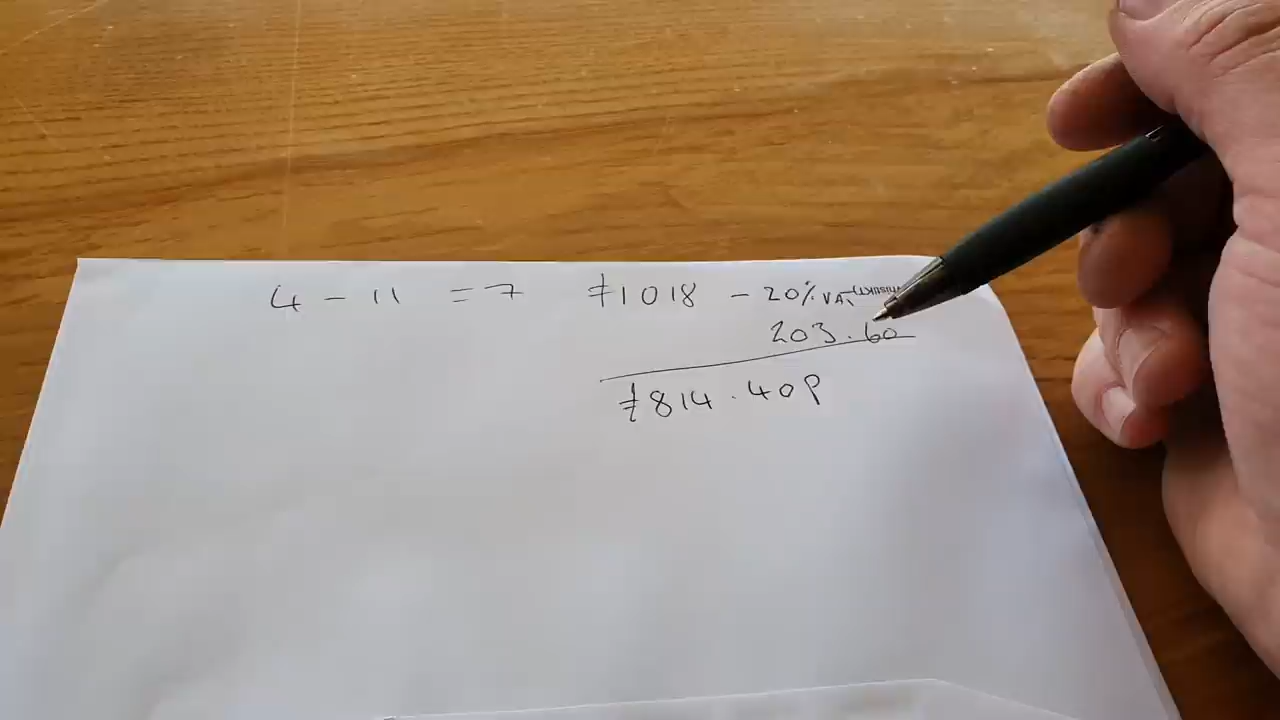 4 - 11 = 7 £1018 - 20% VAT
203.60
£814.40p